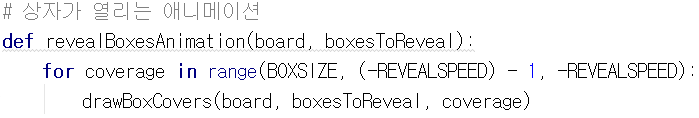 # 상자가 열리는 애니메이션
def revealBoxesAnimation(board, boxesToReveal):
    for coverage in range(BOXSIZE, (-REVEALSPEED) - 1, -REVEALSPEED):
        drawBoxCovers(board, boxesToReveal, coverage)